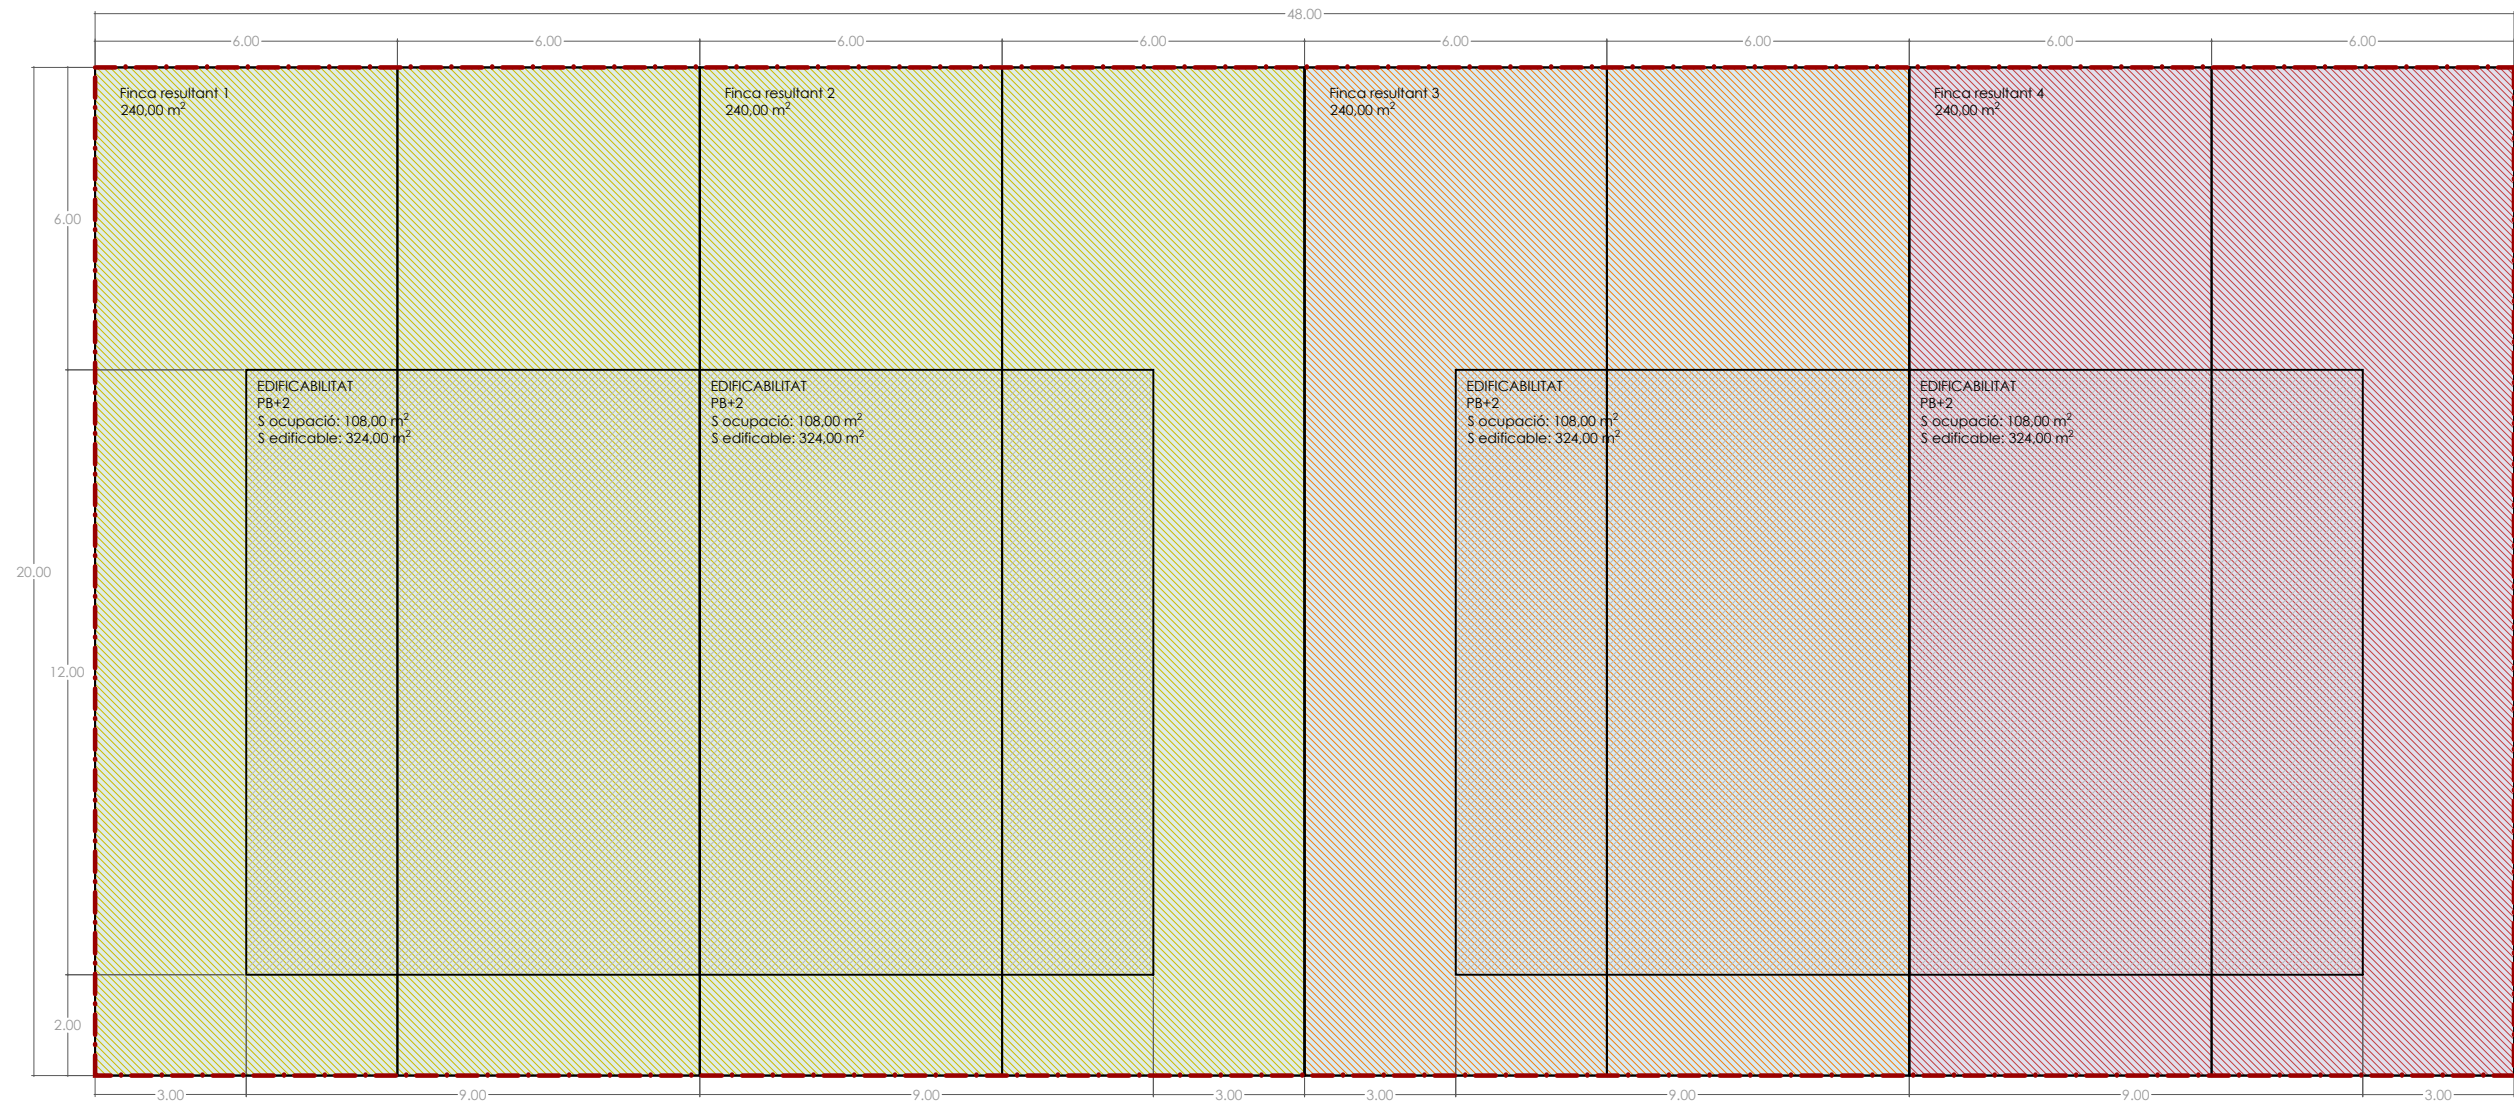 48.00
6.00 6.00 6.00 6.00 6.00 6.00 6.00 6.00
Finca resultant 1
240,00 m²
Finca resultant 2
240,00 m²
Finca resultant 3
240,00 m²
Finca resultant 4
240,00 m²
6.00
EDIFICABILITAT
PB+2
S ocupació: 108,00 m²
S edificable: 324,00 m²
EDIFICABILITAT
PB+2
S ocupació: 108,00 m²
S edificable: 324,00 m²
EDIFICABILITAT
PB+2
S ocupació: 108,00 m²
S edificable: 324,00 m²
EDIFICABILITAT
PB+2
S ocupació: 108,00 m²
S edificable: 324,00 m²
20.00
12.00
2.00
3.00 9.00 9.00 3.00 3.00 9.00 9.00 3.00